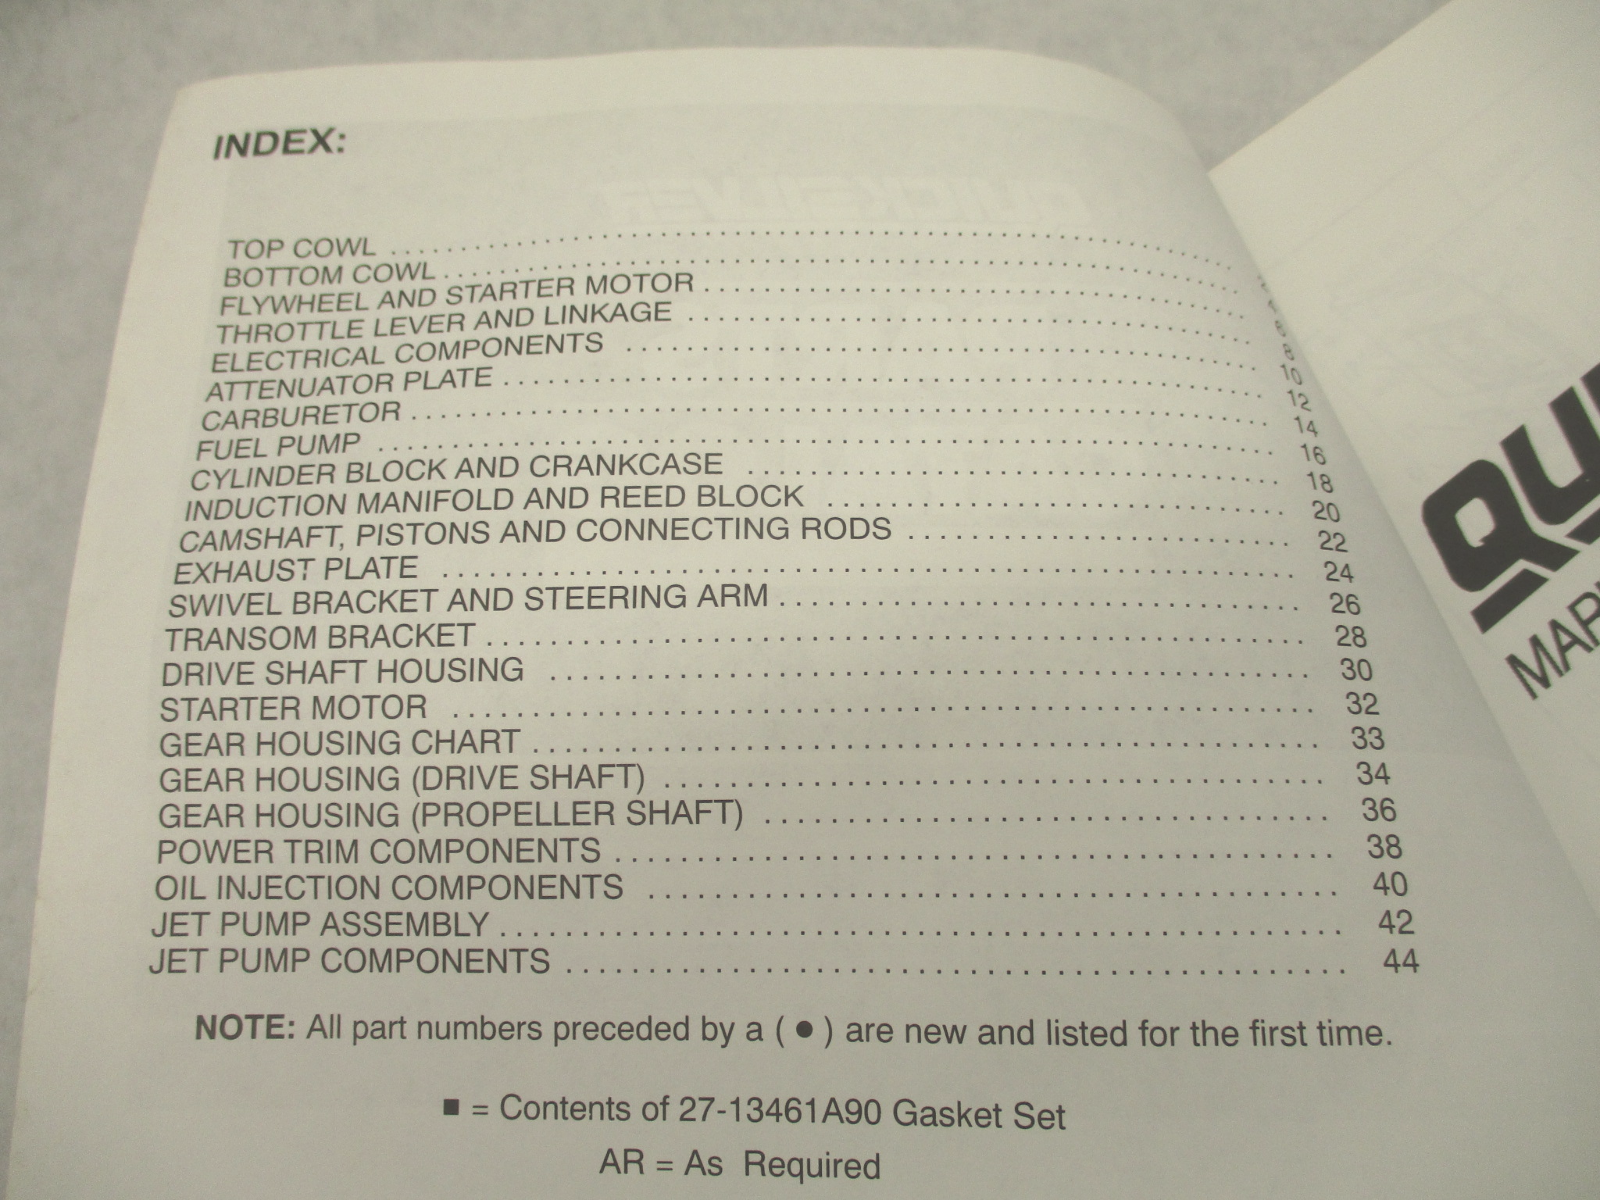 INDEX:
TOP COWL
BOTTOM COWL
FLYWHEEL AND STARTER MOTOR
THROTTLE LEVER AND LINKAGE 6
ELECTRICAL COMPONENTS 8
ATTENUATOR PLATE 10
CARBURETOR 12
FUEL PUMP 14
CYLINDER BLOCK AND CRANKCASE 16
INDUCTION MANIFOLD AND REED BLOCK 18
CAMSHAFT, PISTONS AND CONNECTING RODS 20
EXHAUST PLATE 22
SWIVEL BRACKET AND STEERING ARM 24
TRANSOM BRACKET 26
DRIVE SHAFT HOUSING 28
STARTER MOTOR 30
GEAR HOUSING CHART 32
GEAR HOUSING (DRIVE SHAFT) 33
GEAR HOUSING (PROPELLER SHAFT) 34
POWER TRIM COMPONENTS 36
OIL INJECTION COMPONENTS 38
JET PUMP ASSEMBLY 40
JET PUMP COMPONENTS 42
44
NOTE: All part numbers preceded by a ( ● ) are new and listed for the first time.
■ = Contents of 27-13461A90 Gasket Set
AR = As Required
QUI
MARI